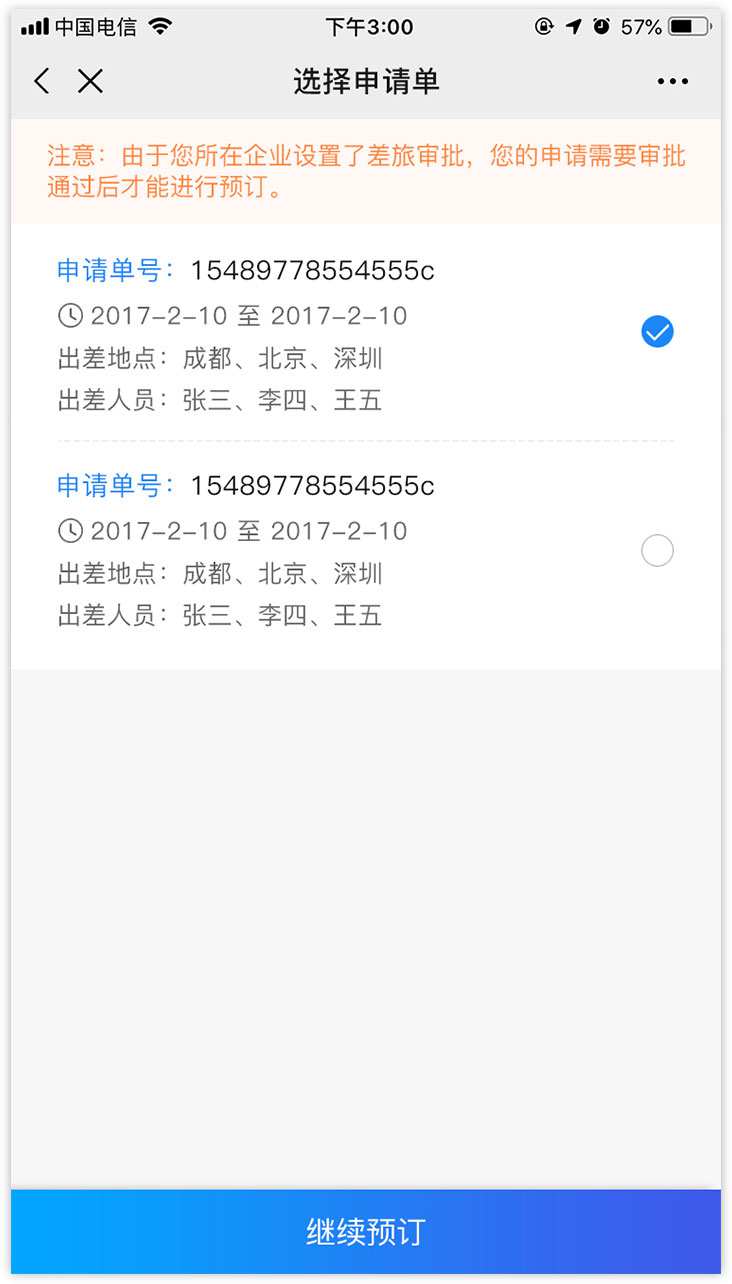 中国电信 下午3:00 57%
选择申请单
注意：由于您所在企业设置了差旅审批，您的申请需要审批
通过后才能进行预订。
申请单号：15489778554555c
2017-2-10 至 2017-2-10
出差地点：成都、北京、深圳
出差人员：张三、李四、王五
申请单号：15489778554555c
2017-2-10 至 2017-2-10
出差地点：成都、北京、深圳
出差人员：张三、李四、王五
继续预订